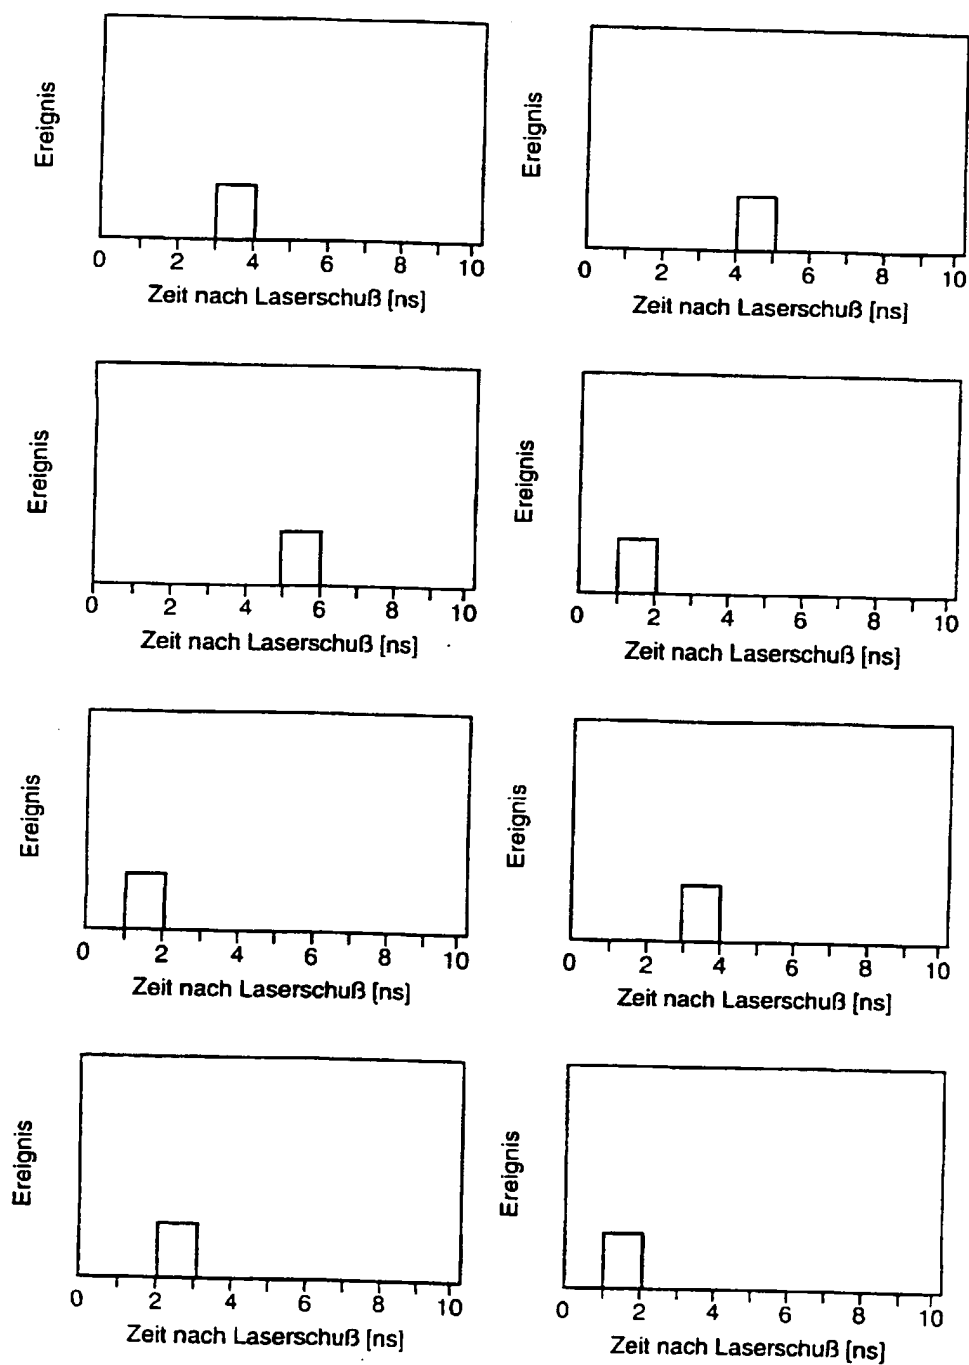 Ereignis
0 2 4 6 8 10
Zeit nach Laserschuß [ns]
Ereignis
0 2 4 6 8 10
Zeit nach Laserschuß [ns]
Ereignis
0 2 4 6 8 10
Zeit nach Laserschuß [ns]
Ereignis
0 2 4 6 8 10
Zeit nach Laserschuß [ns]
Ereignis
0 2 4 6 8 10
Zeit nach Laserschuß [ns]
Ereignis
0 2 4 6 8 10
Zeit nach Laserschuß [ns]
Ereignis
0 2 4 6 8 10
Zeit nach Laserschuß [ns]
Ereignis
0 2 4 6 8 10
Zeit nach Laserschuß [ns]